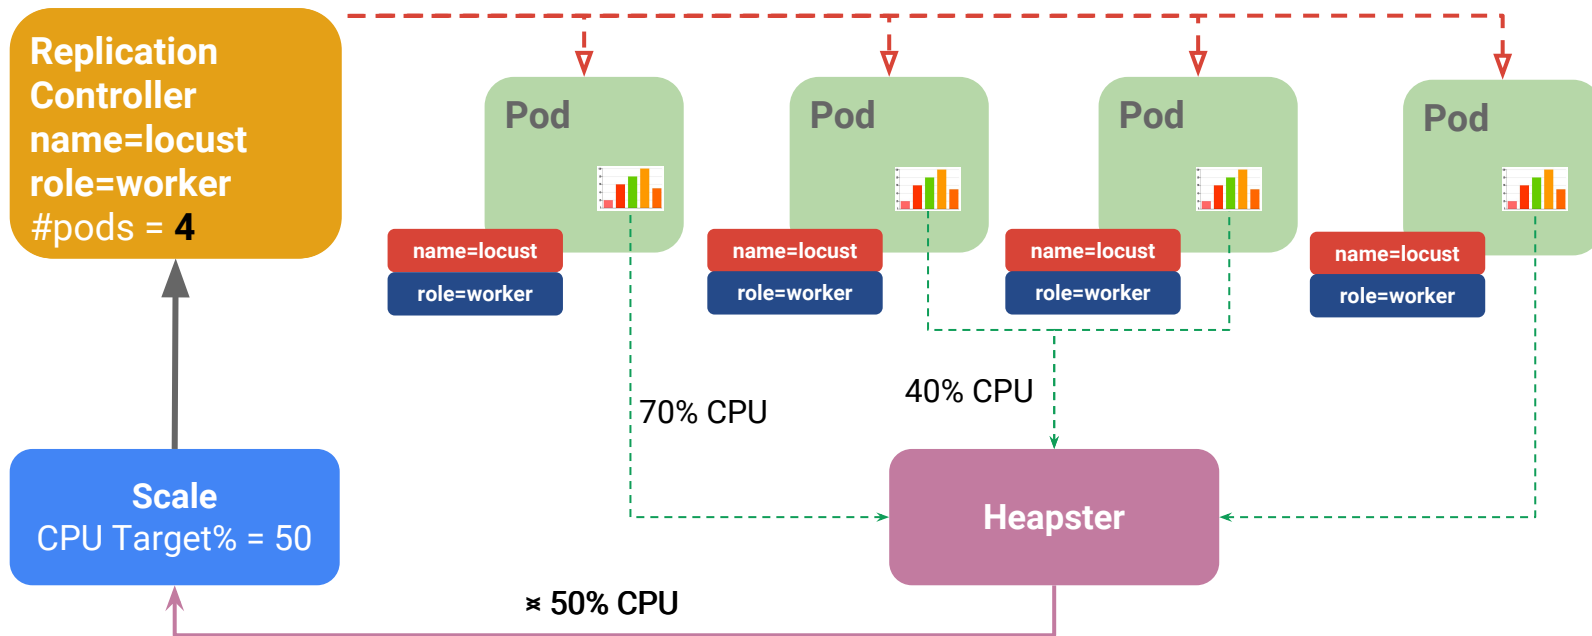 Replication
Controller
name=locust
role=worker
#pods = 4
Pod
Pod
Pod
Pod
name=locust
role=worker
name=locust
role=worker
name=locust
role=worker
name=locust
role=worker
70% CPU
40% CPU
Scale
CPU Target% = 50
Heapster
50% CPU